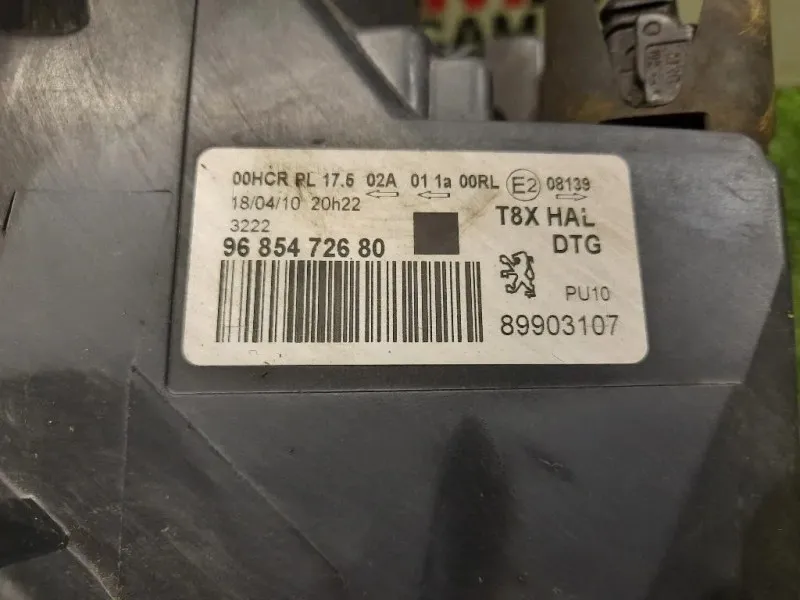 00HCR PL 17.5 02A 01 1a 00RL E2 08139
18/04/10 20h22
3222
T8X HAL
96 854 726 80
DTG
PU10
89903107